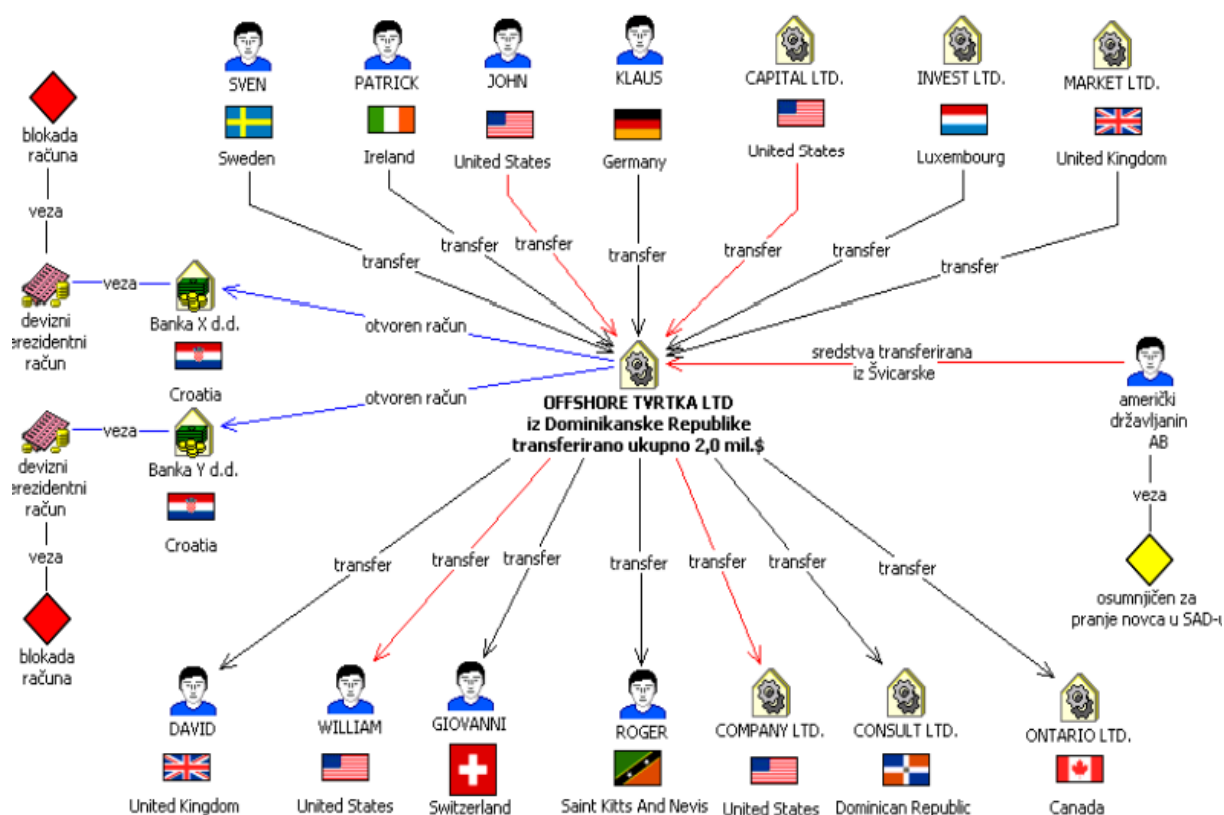 SVEN
PATRICK
JOHN
KLAUS
CAPITAL LTD.
INVEST LTD.
MARKET LTD.
Sweden
Ireland
United States
Germany
United States
Luxembourg
United Kingdom
blokada
računa
veza
transfer
transfer
transfer
transfer
transfer
transfer
transfer
devizni
erezidentni
račun
veza
Banka X d.d.
Croatia
otvoren račun
otvoren račun
sredstva transferirana
iz Švicarske
američki
državljanin
AB
OFFSHORE TVRTKA LTD
iz Dominikanske Republike
transferirano ukupno 2,0 mil.$
devizni
erezidentni
račun
veza
Banka Y d.d.
Croatia
veza
veza
osumnjičen za
pranje novca u SAD-u
blokada
računa
transfer
transfer
transfer
transfer
transfer
transfer
transfer
DAVID
WILLIAM
GIOVANNI
ROGER
COMPANY LTD.
CONSULT LTD.
ONTARIO LTD.
United Kingdom
United States
Switzerland
Saint Kitts And Nevis
United States
Dominican Republic
Canada